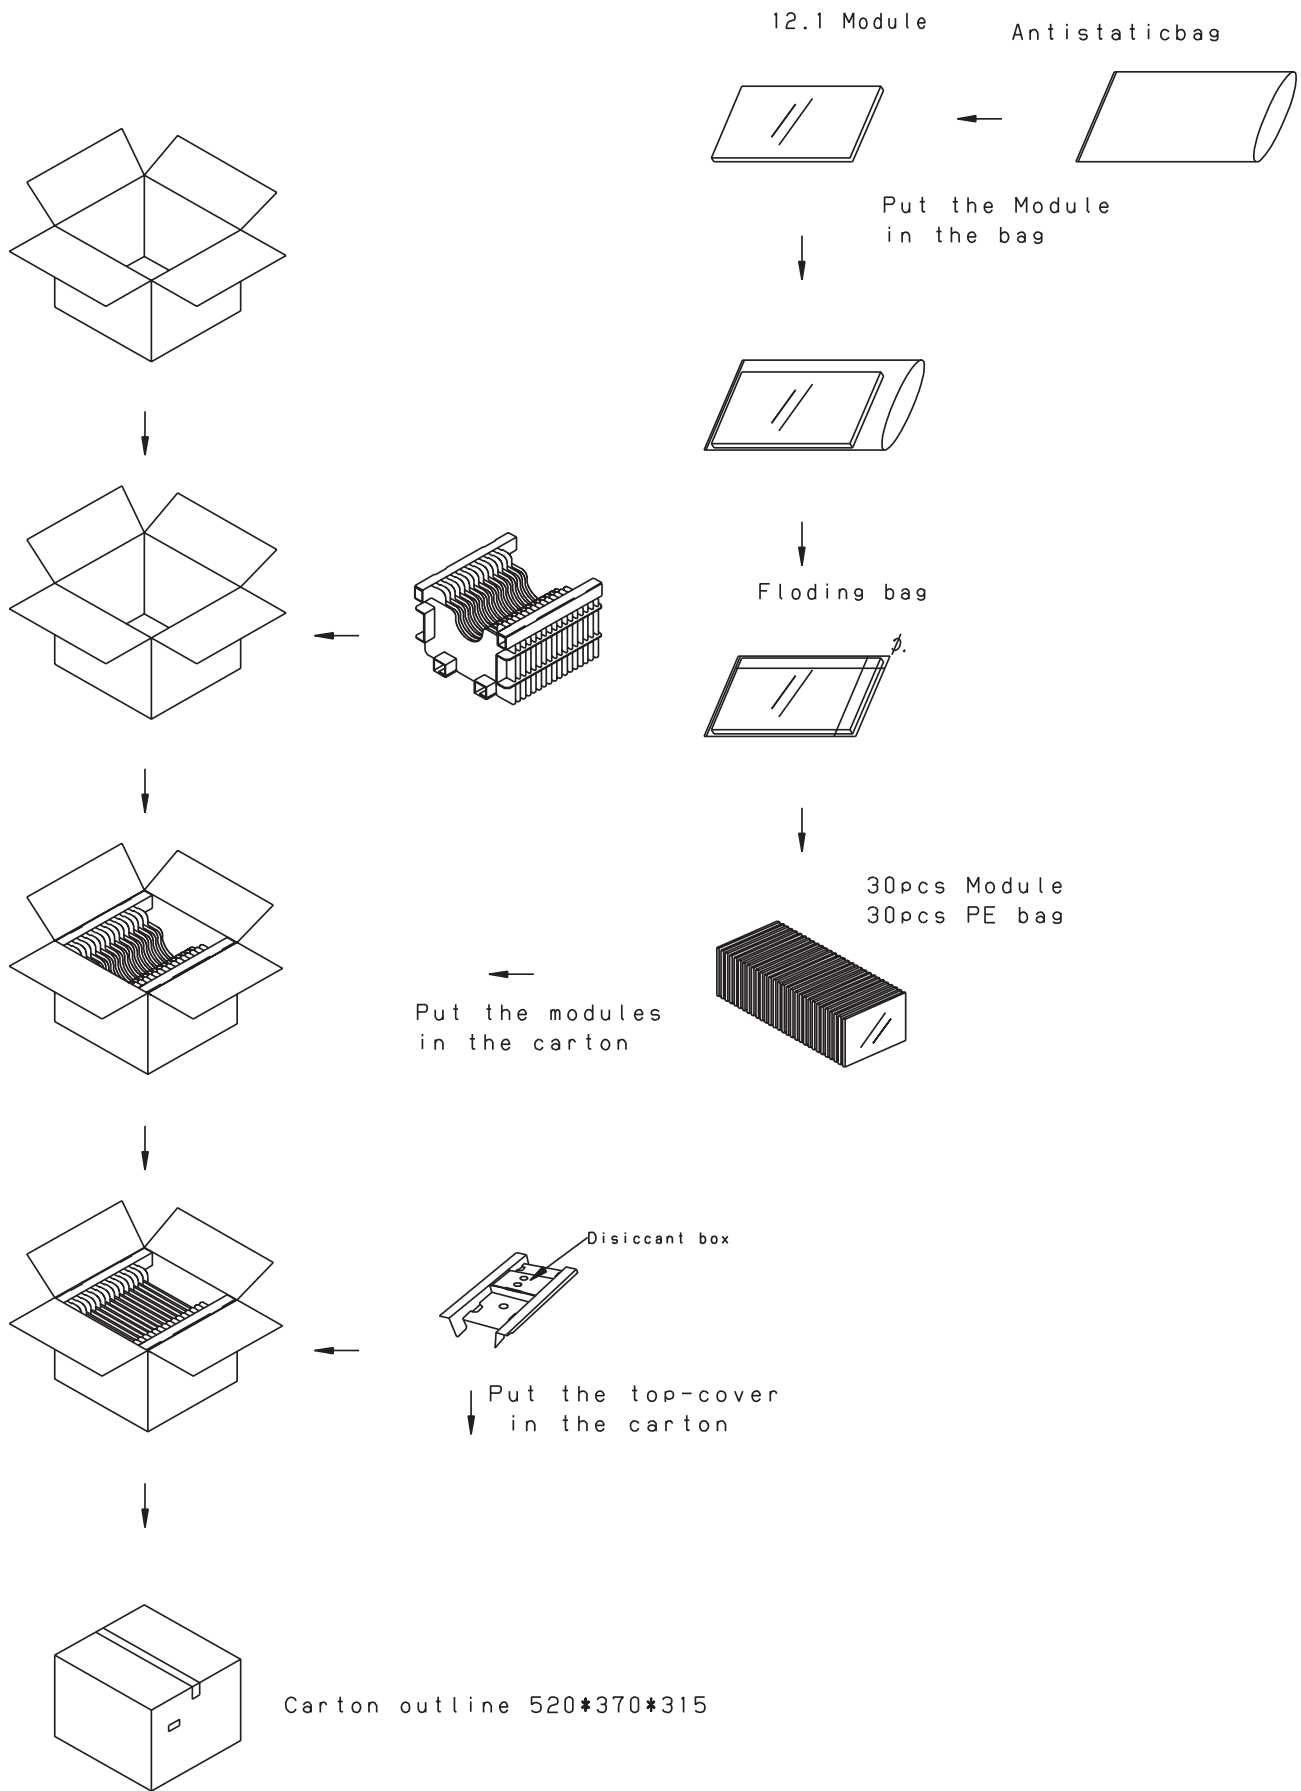 12.1 Module
Antistaticbag
Put the Module
in the bag
Floding bag
30pcs Module
30pcs PE bag
Put the modules
in the carton
Disiccant box
Put the top-cover
in the carton
Carton outline 520*370*315